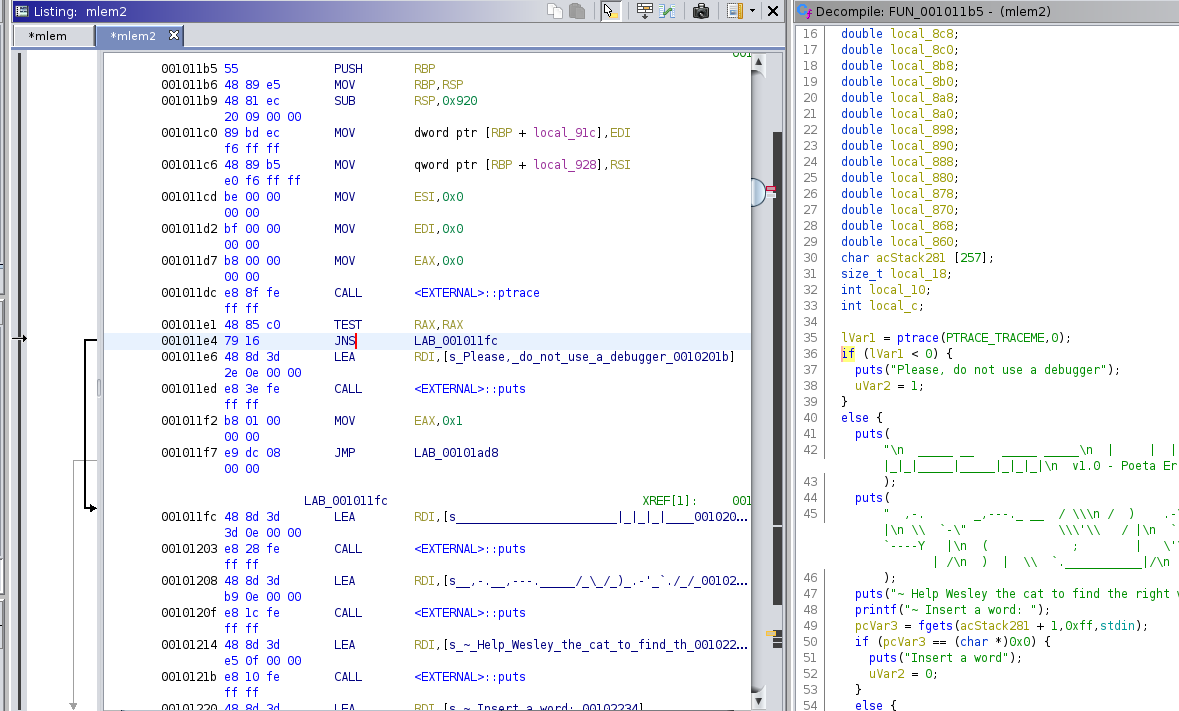 Listing: mlem2
*mlem *mlem2
001011b5 55 PUSH RBP
001011b6 48 89 e5 MOV RBP,RSP
001011b9 48 81 ec SUB RSP,0x920
20 09 00 00
001011c0 89 bd ec MOV dword ptr [RBP + local_91c],EDI
f6 ff ff
001011c6 48 89 b5 MOV qword ptr [RBP + local_928],RSI
e0 f6 ff ff
001011cd be 00 00 MOV ESI,0x0
00 00
001011d2 bf 00 00 MOV EDI,0x0
00 00
001011d7 b8 00 00 MOV EAX,0x0
00 00
001011dc e8 8f fe CALL <EXTERNAL>::ptrace
ff ff
001011e1 48 85 c0 TEST RAX,RAX
001011e4 79 16 JNS LAB_001011fc
001011e6 48 8d 3d LEA RDI,[s_Please,_do_not_use_a_debugger_0010201b]
2e 0e 00 00
001011ed e8 3e fe CALL <EXTERNAL>::puts
ff ff
001011f2 b8 01 00 MOV EAX,0x1
00 00
001011f7 e9 dc 08 JMP LAB_00101ad8
00 00
LAB_001011fc XREF[1]: 001
001011fc 48 8d 3d LEA RDI,[s_______________________|_|_|_|____001020...
3d 0e 00 00
00101203 e8 28 fe CALL <EXTERNAL>::puts
ff ff
00101208 48 8d 3d LEA RDI,[s__,-.__,---._____/_\_/_)_.-'_`./_/_00102...
b9 0e 00 00
0010120f e8 1c fe CALL <EXTERNAL>::puts
ff ff
00101214 48 8d 3d LEA RDI,[s_~_Help_Wesley_the_cat_to_find_th_001022...
e5 0f 00 00
0010121b e8 10 fe CALL <EXTERNAL>::puts
ff ff
00101220 48 8d 3d LEA RDI,[s_~_Insert_a_word:_00102234]
Decompile: FUN_001011b5 - (mlem2)
16 double local_8c8;
17 double local_8c0;
18 double local_8b8;
19 double local_8b0;
20 double local_8a8;
21 double local_8a0;
22 double local_898;
23 double local_890;
24 double local_888;
25 double local_880;
26 double local_878;
27 double local_870;
28 double local_868;
29 double local_860;
30 char acStack281 [257];
31 size_t local_18;
32 int local_10;
33 int local_c;
34
35 lVar1 = ptrace(PTRACE_TRACEME,0);
36 if (lVar1 < 0) {
37 puts("Please, do not use a debugger");
38 uVar2 = 1;
39 }
40 else {
41 puts(
42 "\n _____ __ _____ _____\n | | |
|_|_|_____|_____|_|_|_|\n v1.0 - Poeta Er
43 );
44 puts(
45 " ,-. _,---._ __ / \\\n / ) .-
|\n \\ `-\" \\\'\\ / |\n `
`----Y |\n ( ; | \'
| /\n ) | \\ `.___________|/\n
46 );
47 puts("~ Help Wesley the cat to find the right
48 printf("~ Insert a word: ");
49 pcVar3 = fgets(acStack281 + 1,0xff,stdin);
50 if (pcVar3 == (char *)0x0) {
51 puts("Insert a word");
52 uVar2 = 0;
53 }
54 else {